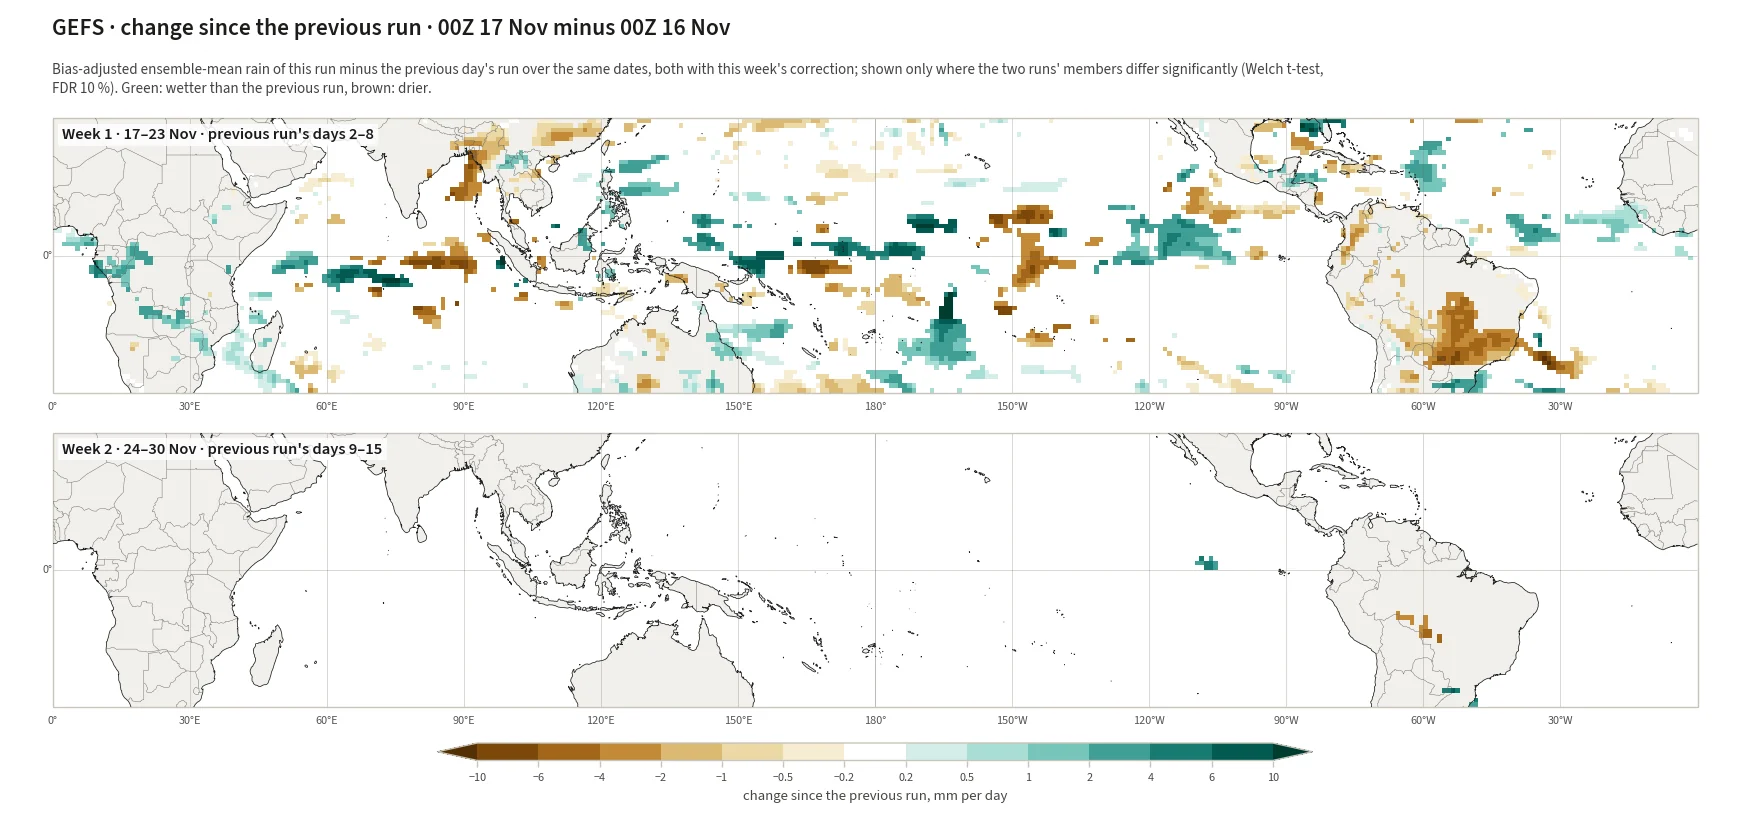 GEFS · change since the previous run · 00Z 17 Nov minus 00Z 16 Nov
Bias-adjusted ensemble-mean rain of this run minus the previous day's run over the same dates, both with this week's correction; shown only where the two runs' members differ significantly (Welch t-test,
FDR 10 %). Green: wetter than the previous run, brown: drier.
Week 1 · 17–23 Nov · previous run's days 2–8
0°
0° 30°E 60°E 90°E 120°E 150°E 180° 150°W 120°W 90°W 60°W 30°W
Week 2 · 24–30 Nov · previous run's days 9–15
0°
0° 30°E 60°E 90°E 120°E 150°E 180° 150°W 120°W 90°W 60°W 30°W
−10 −6 −4 −2 −1 −0.5 −0.2 0.2 0.5 1 2 4 6 10
change since the previous run, mm per day